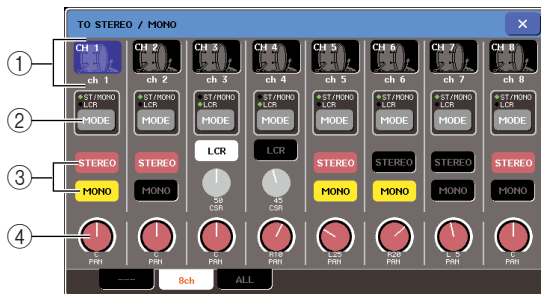 TO STEREO / MONO
×
1
CH 1 CH 2 CH 3 CH 4 CH 5 CH 6 CH 7 CH 8
ch 1 ch 2 ch 3 ch 4 ch 5 ch 6 ch 7 ch 8
ST/MONO ST/MONO ST/MONO ST/MONO ST/MONO ST/MONO ST/MONO ST/MONO
LCR LCR LCR LCR LCR LCR LCR LCR
2
MODE MODE MODE MODE MODE MODE MODE MODE
3
STEREO STEREO LCR LCR STEREO STEREO STEREO STEREO
MONO MONO 50 45 MONO MONO MONO MONO
CSR CSR
4
C C C R10 L25 R20 L 5 C
PAN PAN PAN PAN PAN PAN PAN PAN
--- 8ch ALL